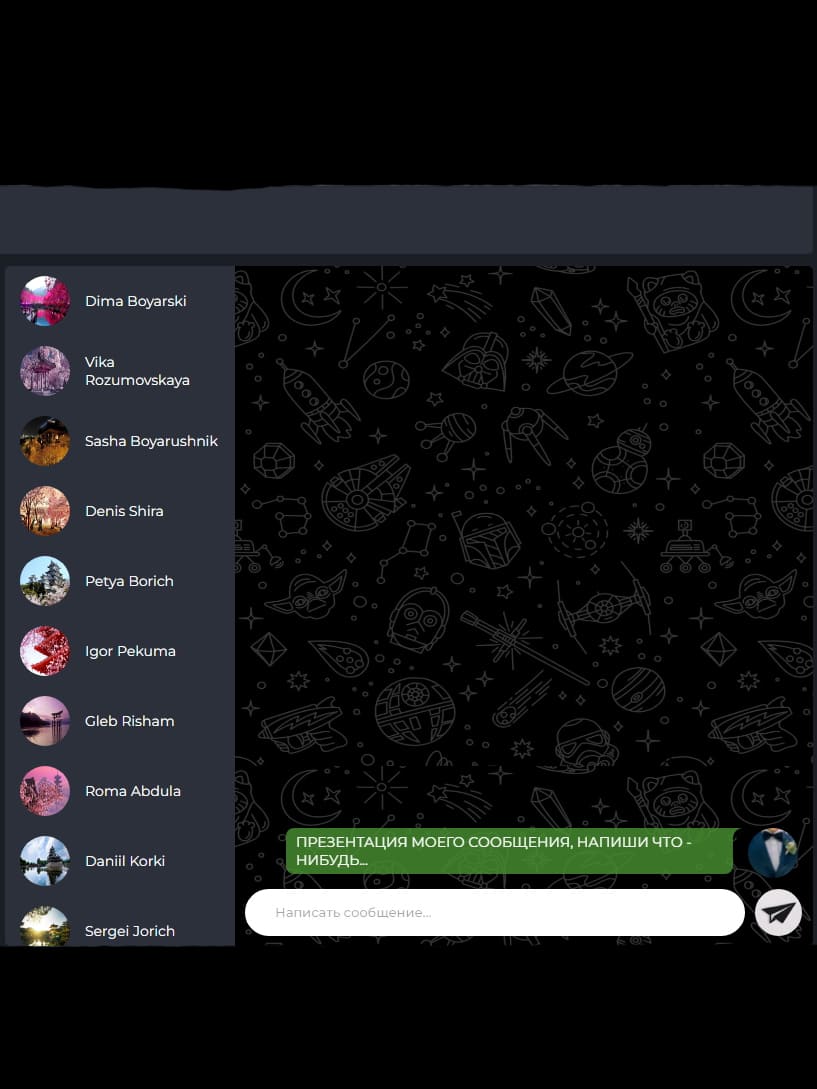 Dima Boyarski
Vika
Rozumovskaya
Sasha Boyarushnik
Denis Shira
Petya Borich
Igor Pekuma
Gleb Risham
Roma Abdula
Daniil Korki
Sergei Jorich
ПРЕЗЕНТАЦИЯ МОЕГО СООБЩЕНИЯ, НАПИШИ ЧТО -
НИБУДЬ...
Написать сообщение...